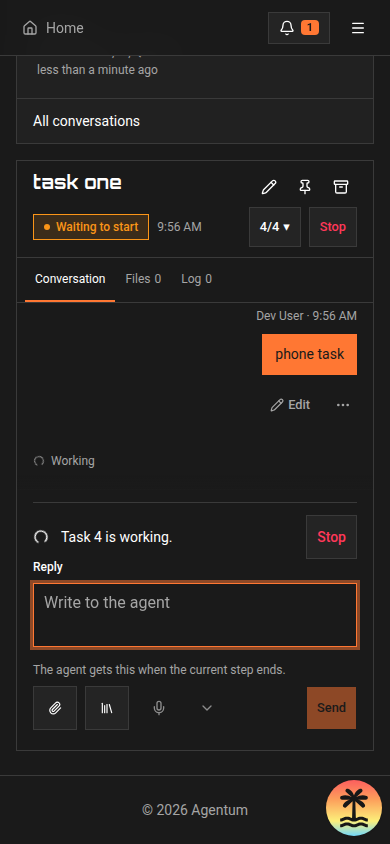 Home
1
less than a minute ago
All conversations
task one
Waiting to start
9:56 AM
4/4 ▾
Stop
Conversation
Files 0
Log 0
Dev User · 9:56 AM
phone task
Edit
Working
Task 4 is working.
Stop
Reply
Write to the agent
The agent gets this when the current step ends.
Send
© 2026 Agentum